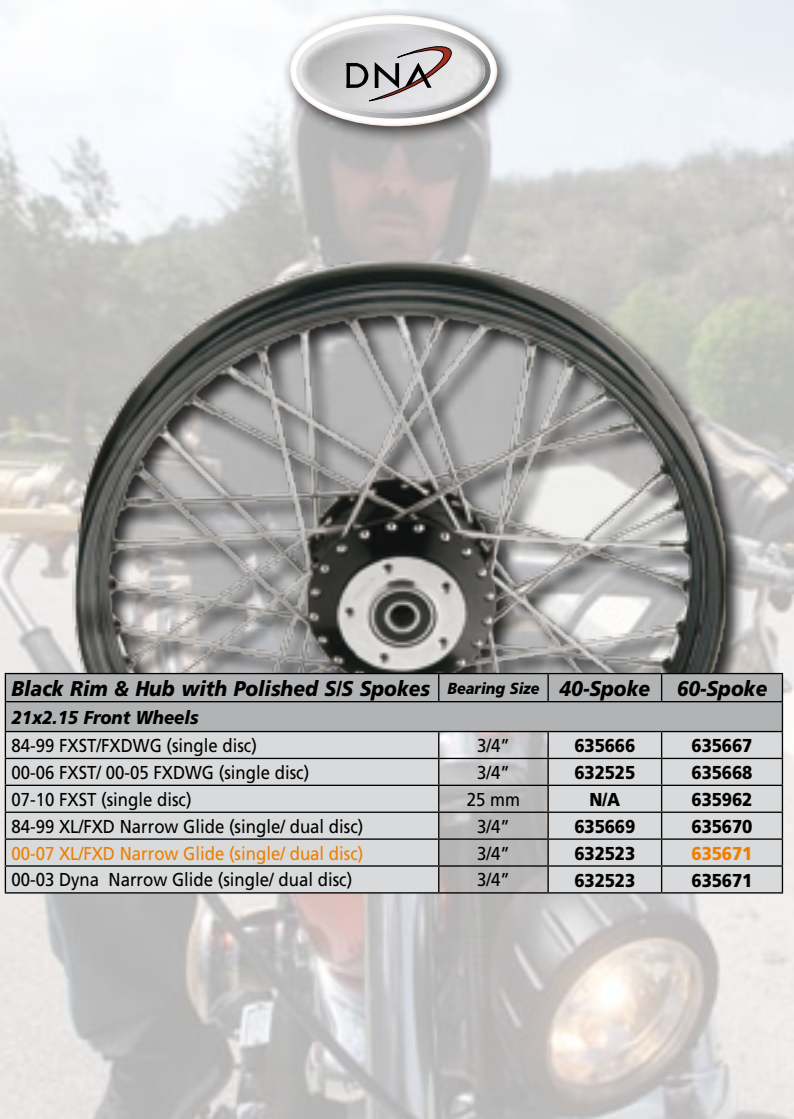 DNA
Black Rim & Hub with Polished S/S Spokes Bearing Size 40-Spoke 60-Spoke
21x2.15 Front Wheels
84-99 FXST/FXDWG (single disc) 3/4” 635666 635667
00-06 FXST/ 00-05 FXDWG (single disc) 3/4” 632525 635668
07-10 FXST (single disc) 25 mm N/A 635962
84-99 XL/FXD Narrow Glide (single/ dual disc) 3/4” 635669 635670
00-07 XL/FXD Narrow Glide (single/ dual disc) 3/4” 632523 635671
00-03 Dyna  Narrow Glide (single/ dual disc) 3/4” 632523 635671